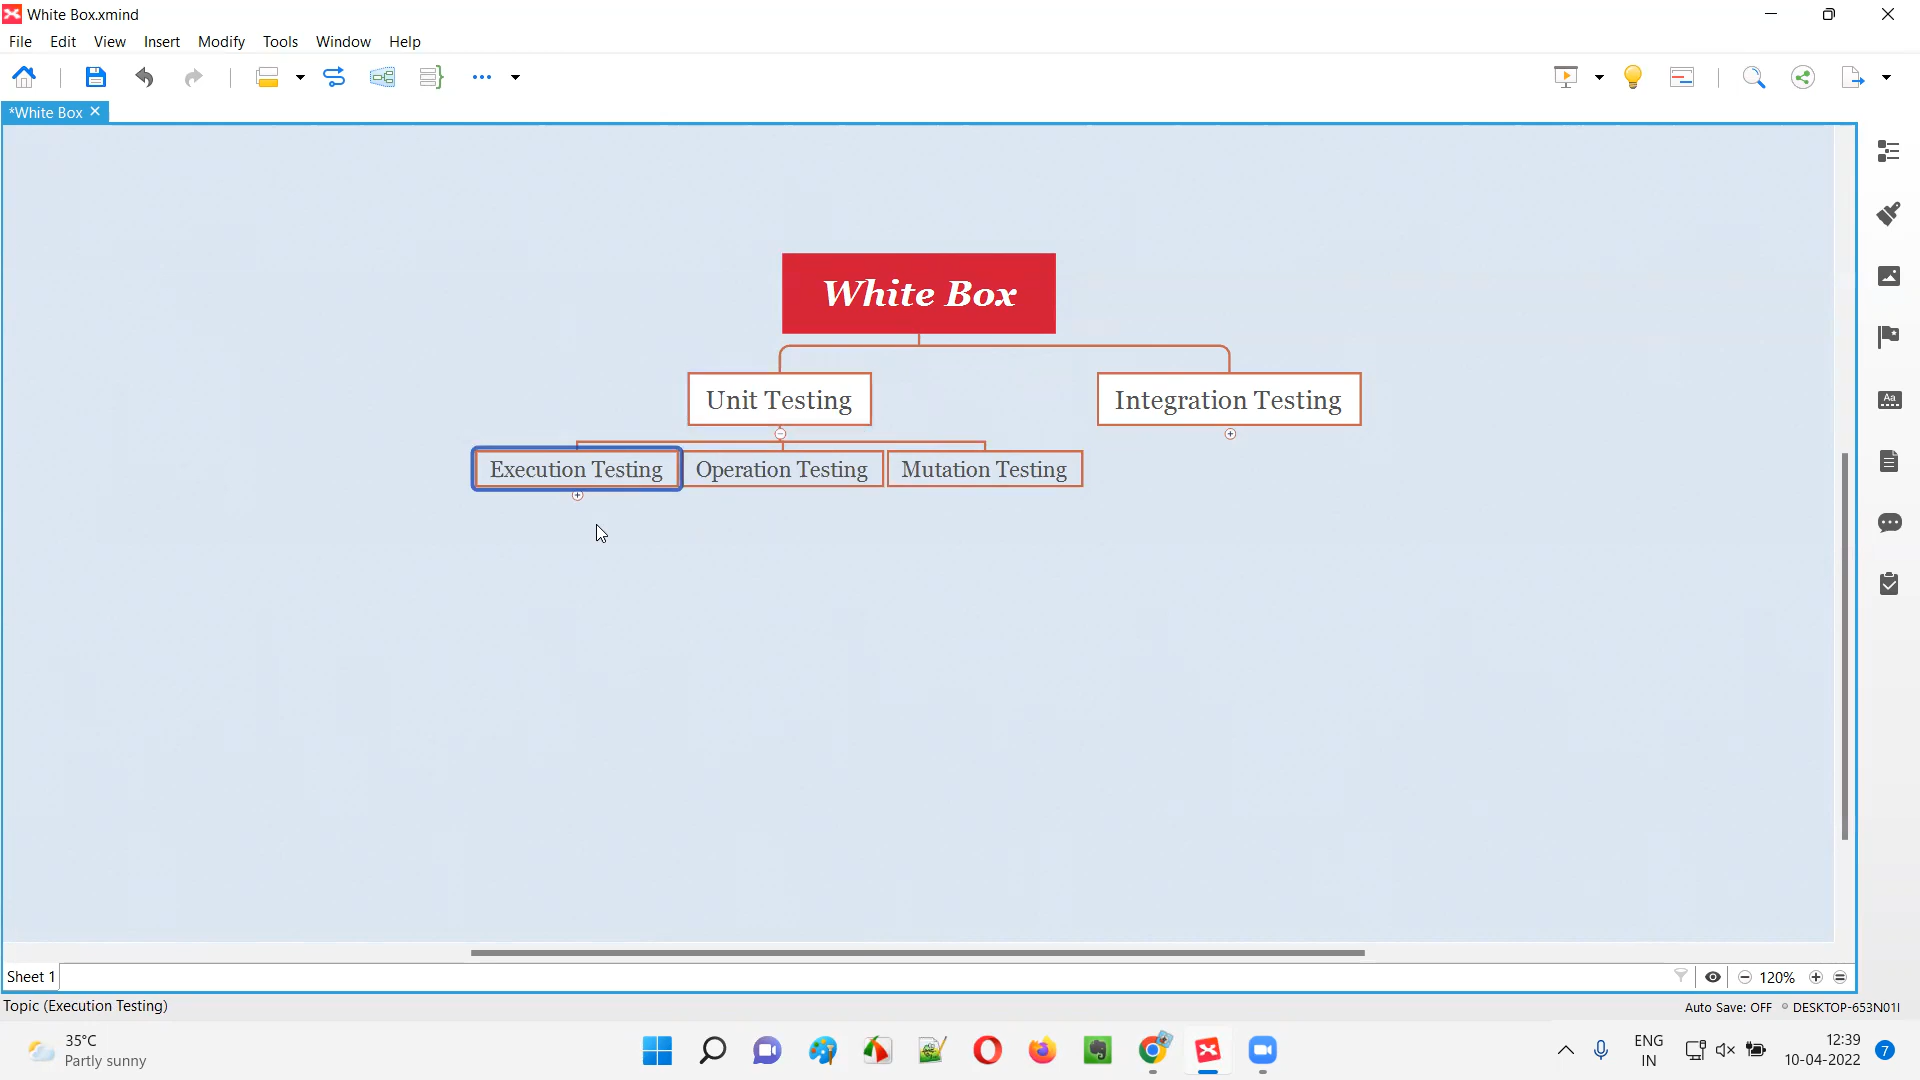 White Box.xmind
File Edit View Insert Modify Tools Window Help
*White Box
White Box
Unit Testing
Integration Testing
Execution Testing
Operation Testing
Mutation Testing
Aa
Sheet 1
120%
Topic (Execution Testing)
Auto Save: OFF
DESKTOP-653N01I
35°C
Partly sunny
ENG
IN
12:39
10-04-2022
7